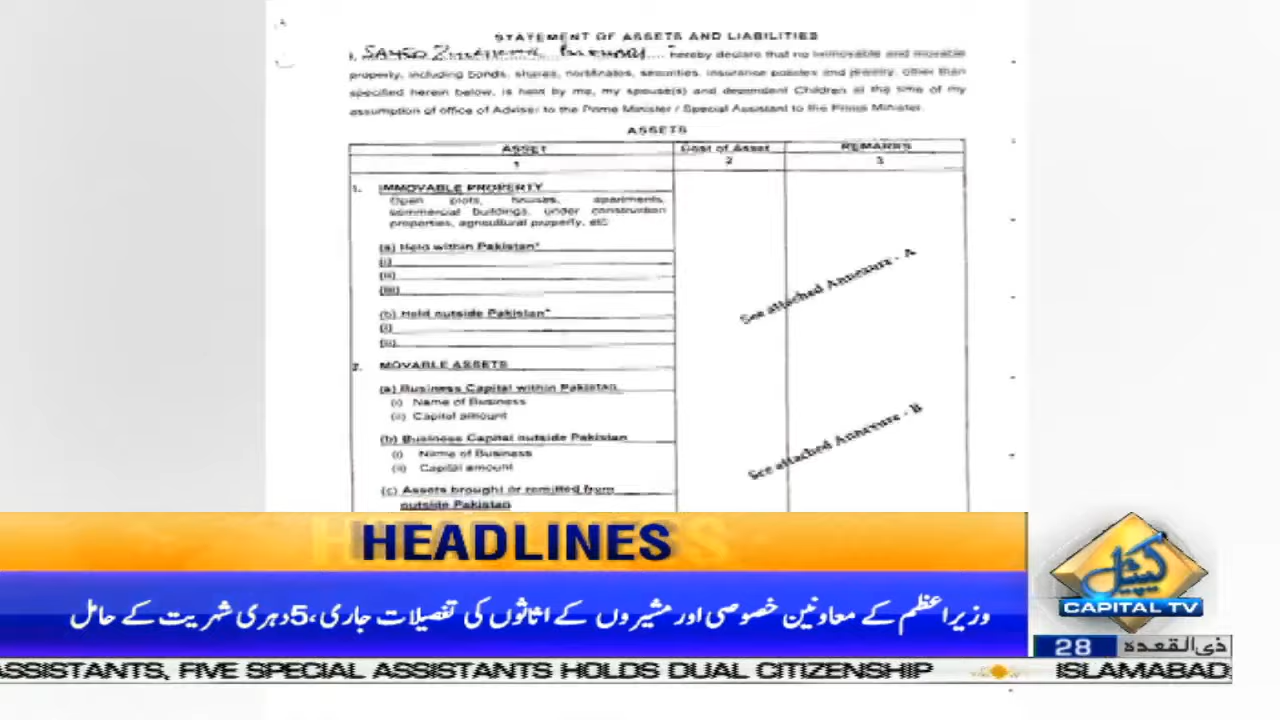 STATEMENT OF ASSETS AND LIABILITIES
I, SAYED hereby declare that no immovable and movable
property, including bonds, shares, certificates, securities, insurance policies and jewelry, other than
specified herein below, is held by me, my spouse(s) and dependent Children at the time of my
assumption of office of Adviser to the Prime Minister / Special Assistant to the Prime Minister.
ASSETS
ASSET Cost of Asset REMARKS
1 2 3
1. IMMOVABLE PROPERTY
Open plots, houses, apartments,
commercial buildings, under construction
properties, agricultural property, etc
(a) Held within Pakistan*
(i)
(ii)
(iii)
See attached Annexure - A
(b) Held outside Pakistan*
(i)
(ii)
2. MOVABLE ASSETS
(a) Business Capital within Pakistan
(i) Name of Business
(ii) Capital amount
See attached Annexure - B
(b) Business Capital outside Pakistan
(i) Name of Business
(ii) Capital amount
(c) Assets brought or remitted from
outside Pakistan
HEADLINES
وزیراعظم کے معاونین خصوصی اور مشیروں کے اثاثوں کی تفصیلات جاری، 5 دہری شہریت کے حامل
کیپیٹل
CAPITAL TV
28 ذی القعدہ
ASSISTANTS, FIVE SPECIAL ASSISTANTS HOLDS DUAL CITIZENSHIP ISLAMABAD